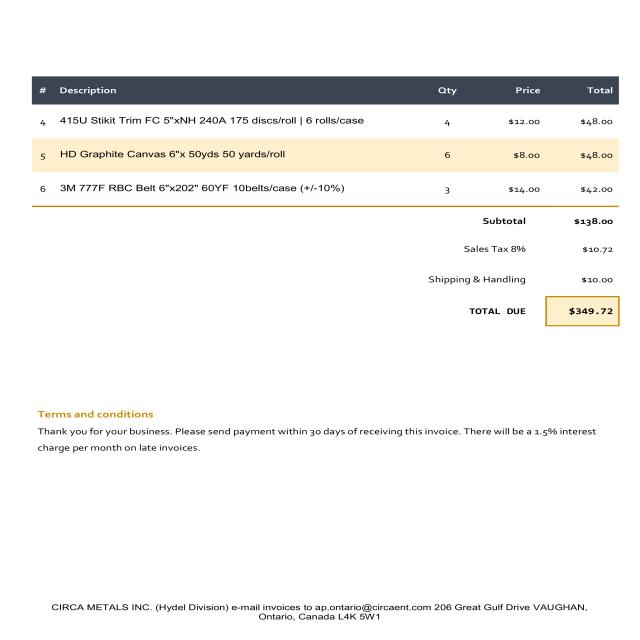 # Description Qty Price Total
4 415U Stikit Trim FC 5"xNH 240A 175 discs/roll | 6 rolls/case 4 $12.00 $48.00
5 HD Graphite Canvas 6"x 50yds 50 yards/roll 6 $8.00 $48.00
6 3M 777F RBC Belt 6"x202" 60YF 10belts/case (+/-10%) 3 $14.00 $42.00
Subtotal $138.00
Sales Tax 8% $10.72
Shipping & Handling $10.00
TOTAL DUE $349.72
Terms and conditions
Thank you for your business. Please send payment within 30 days of receiving this invoice. There will be a 1.5% interest
charge per month on late invoices.
CIRCA METALS INC. (Hydel Division) e-mail invoices to ap.ontario@circaent.com 206 Great Gulf Drive VAUGHAN,
Ontario, Canada L4K 5W1